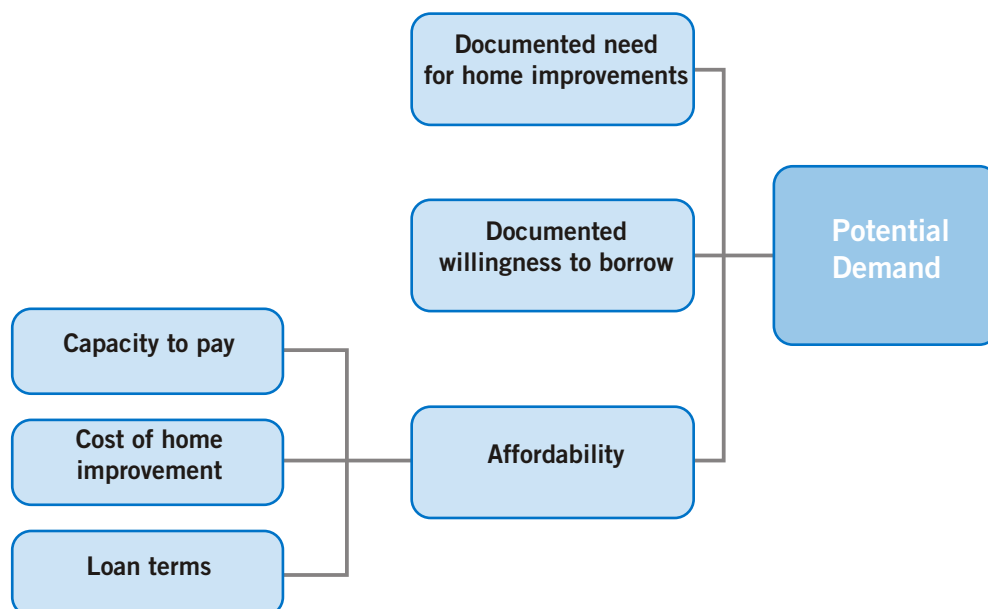 Documented need
for home improvements
Documented
willingness to borrow
Potential
Demand
Capacity to pay
Cost of home
improvement
Affordability
Loan terms